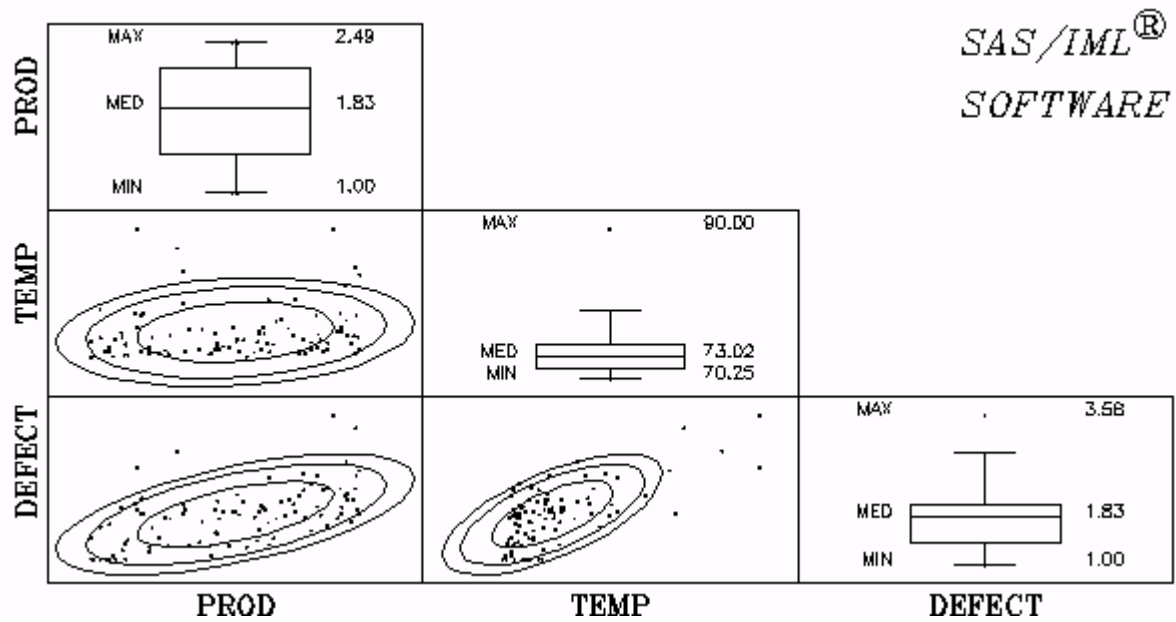 SAS/IML®
SOFTWARE
PROD
MAX 2.49
MED 1.83
MIN 1.00
TEMP
MAX 90.00
MED 73.02
MIN 70.25
DEFECT
MAX 3.56
MED 1.83
MIN 1.00
PROD TEMP DEFECT